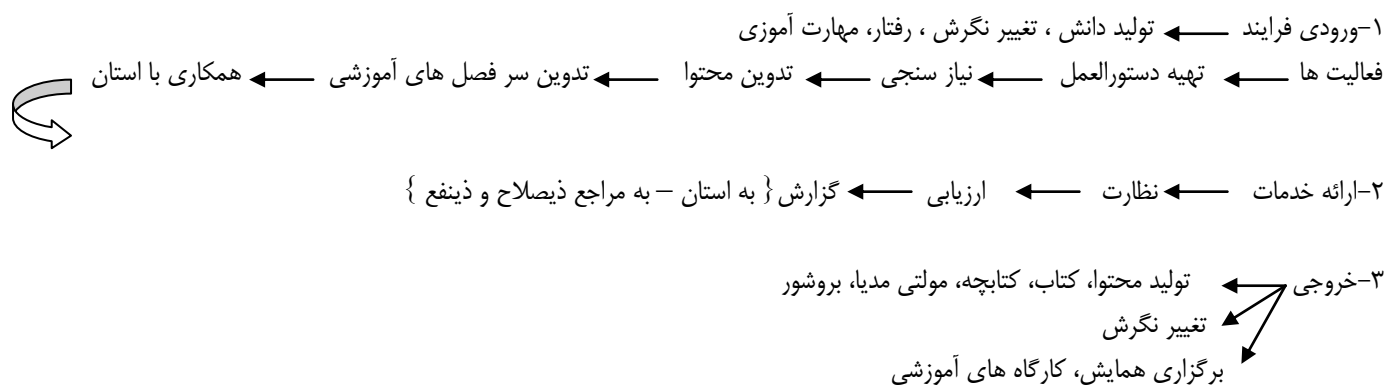 ۱-ورودی فرایند تولید دانش ، تغییر نگرش ، رفتار، مهارت آموزی
فعالیت ها تهیه دستورالعمل نیاز سنجی تدوین محتوا تدوین سر فصل های آموزشی همکاری با استان
۲-ارائه خدمات نظارت ارزیابی گزارش { به استان – به مراجع ذیصلاح و ذینفع }
۳-خروجی تولید محتوا، کتاب، کتابچه، مولتی مدیا، بروشور
تغییر نگرش
برگزاری همایش، کارگاه های آموزشی